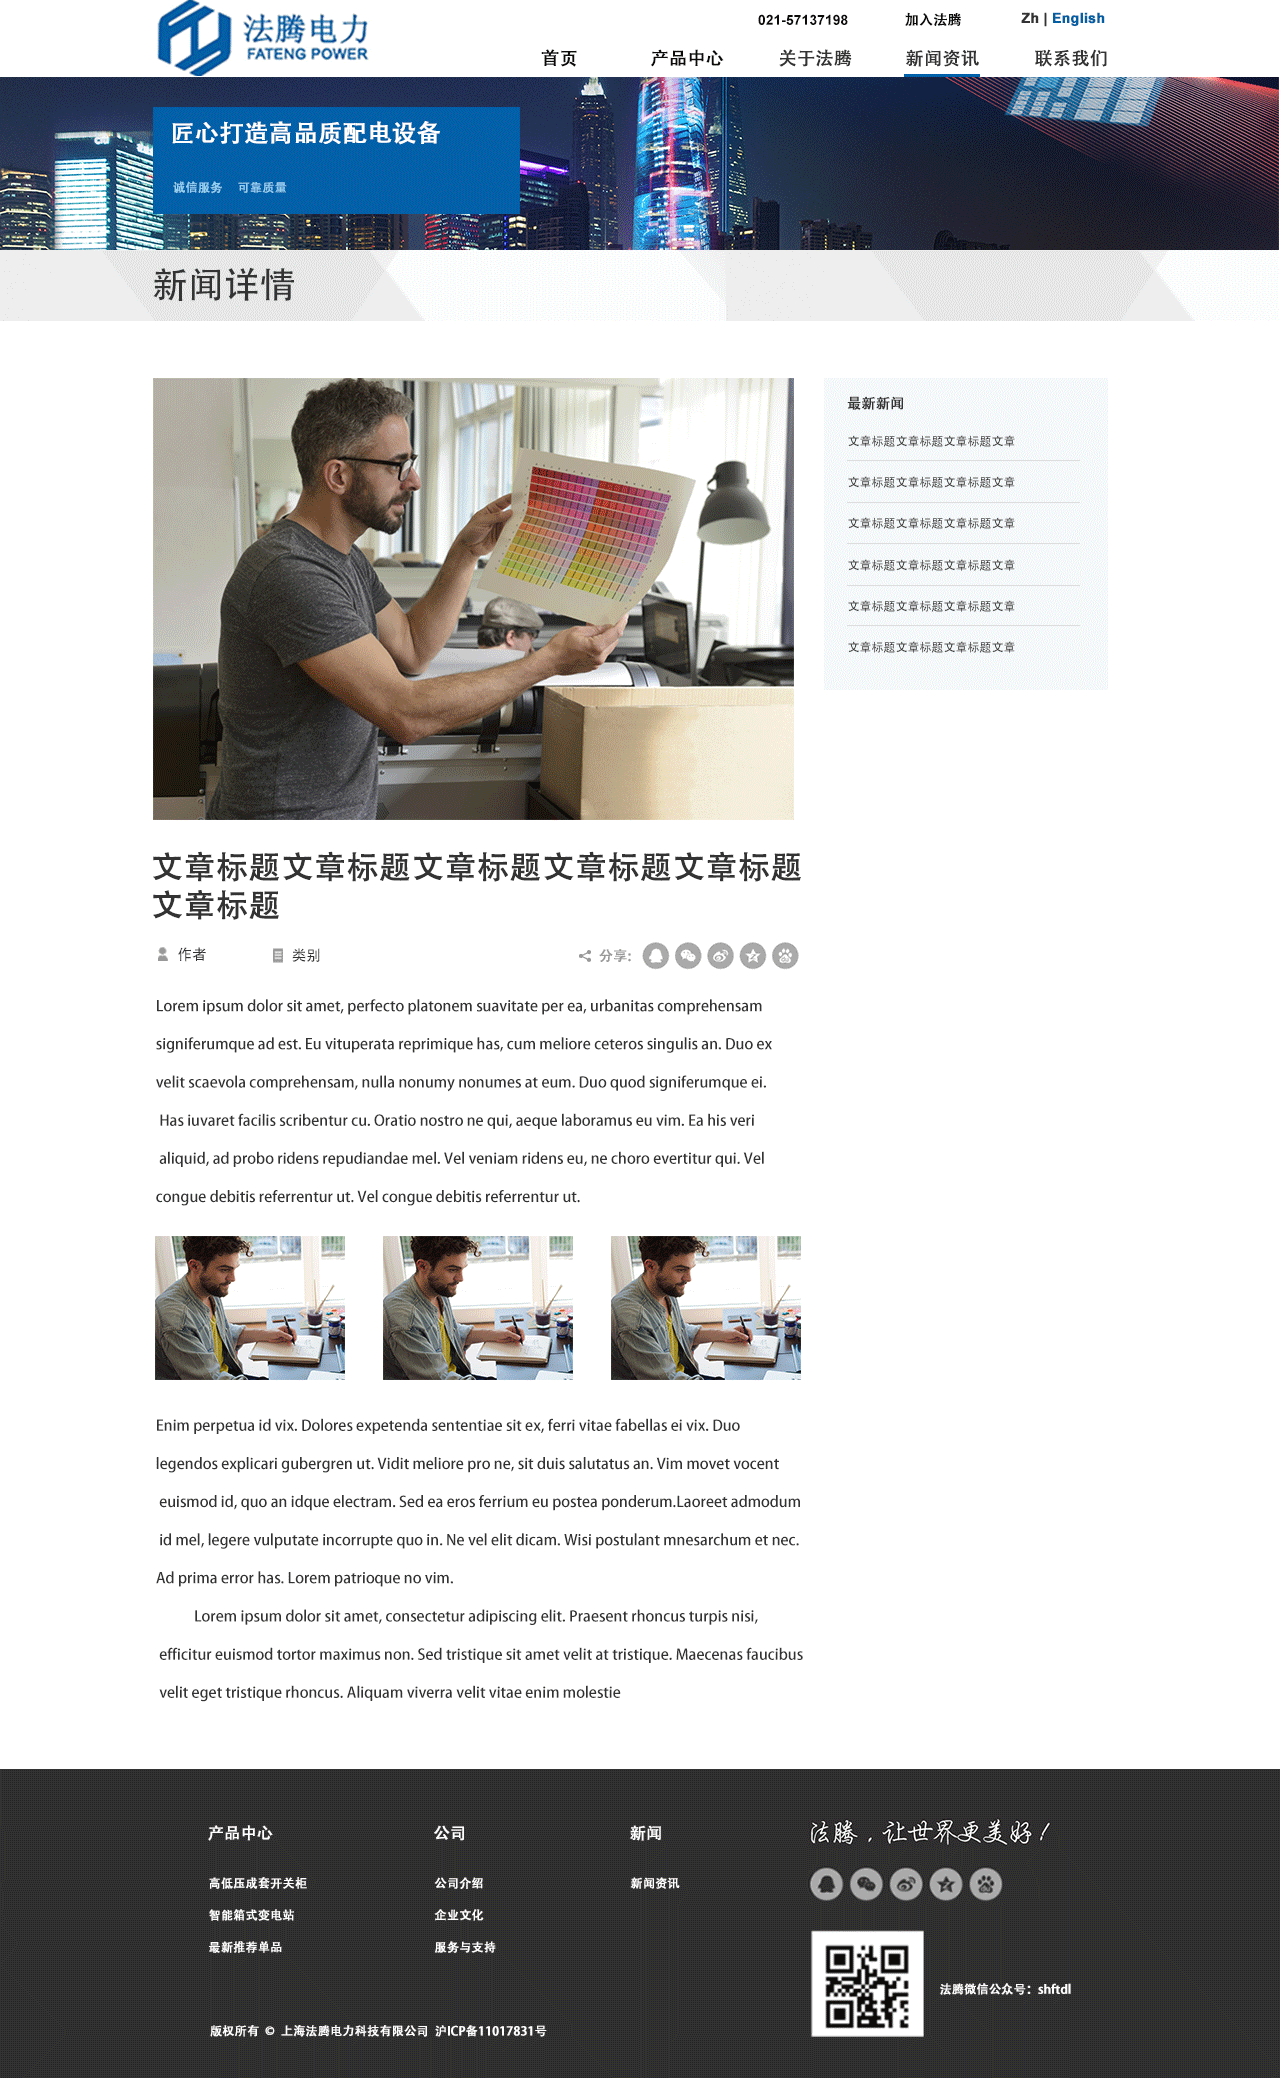 法腾电力
FATENG POWER
021-57137198
加入法腾
Zh | English
首页
产品中心
关于法腾
新闻资讯
联系我们
匠心打造高品质配电设备
诚信服务 可靠质量
新闻详情
最新新闻
文章标题文章标题文章标题文章
文章标题文章标题文章标题文章
文章标题文章标题文章标题文章
文章标题文章标题文章标题文章
文章标题文章标题文章标题文章
文章标题文章标题文章标题文章
文章标题文章标题文章标题文章标题文章标题
文章标题
作者
类别
分享:
Lorem ipsum dolor sit amet, perfecto platonem suavitate per ea, urbanitas comprehensam
signiferumque ad est. Eu vituperata reprimique has, cum meliore ceteros singulis an. Duo ex
velit scaevola comprehensam, nulla nonumy nonumes at eum. Duo quod signiferumque ei.
Has iuvaret facilis scribentur cu. Oratio nostro ne qui, aeque laboramus eu vim. Ea his veri
aliquid, ad probo ridens repudiandae mel. Vel veniam ridens eu, ne choro evertitur qui. Vel
congue debitis referrentur ut. Vel congue debitis referrentur ut.
Enim perpetua id vix. Dolores expetenda sententiae sit ex, ferri vitae fabellas ei vix. Duo
legendos explicari gubergren ut. Vidit meliore pro ne, sit duis salutatus an. Vim movet vocent
euismod id, quo an idque electram. Sed ea eros ferrium eu postea ponderum.Laoreet admodum
id mel, legere vulputate incorrupte quo in. Ne vel elit dicam. Wisi postulant mnesarchum et nec.
Ad prima error has. Lorem patrioque no vim.
Lorem ipsum dolor sit amet, consectetur adipiscing elit. Praesent rhoncus turpis nisi,
efficitur euismod tortor maximus non. Sed tristique sit amet velit at tristique. Maecenas faucibus
velit eget tristique rhoncus. Aliquam viverra velit vitae enim molestie
产品中心
高低压成套开关柜
智能箱式变电站
最新推荐单品
公司
公司介绍
企业文化
服务与支持
新闻
新闻资讯
法腾，让世界更美好！
法腾微信公众号：shftdl
版权所有 © 上海法腾电力科技有限公司 沪ICP备11017831号